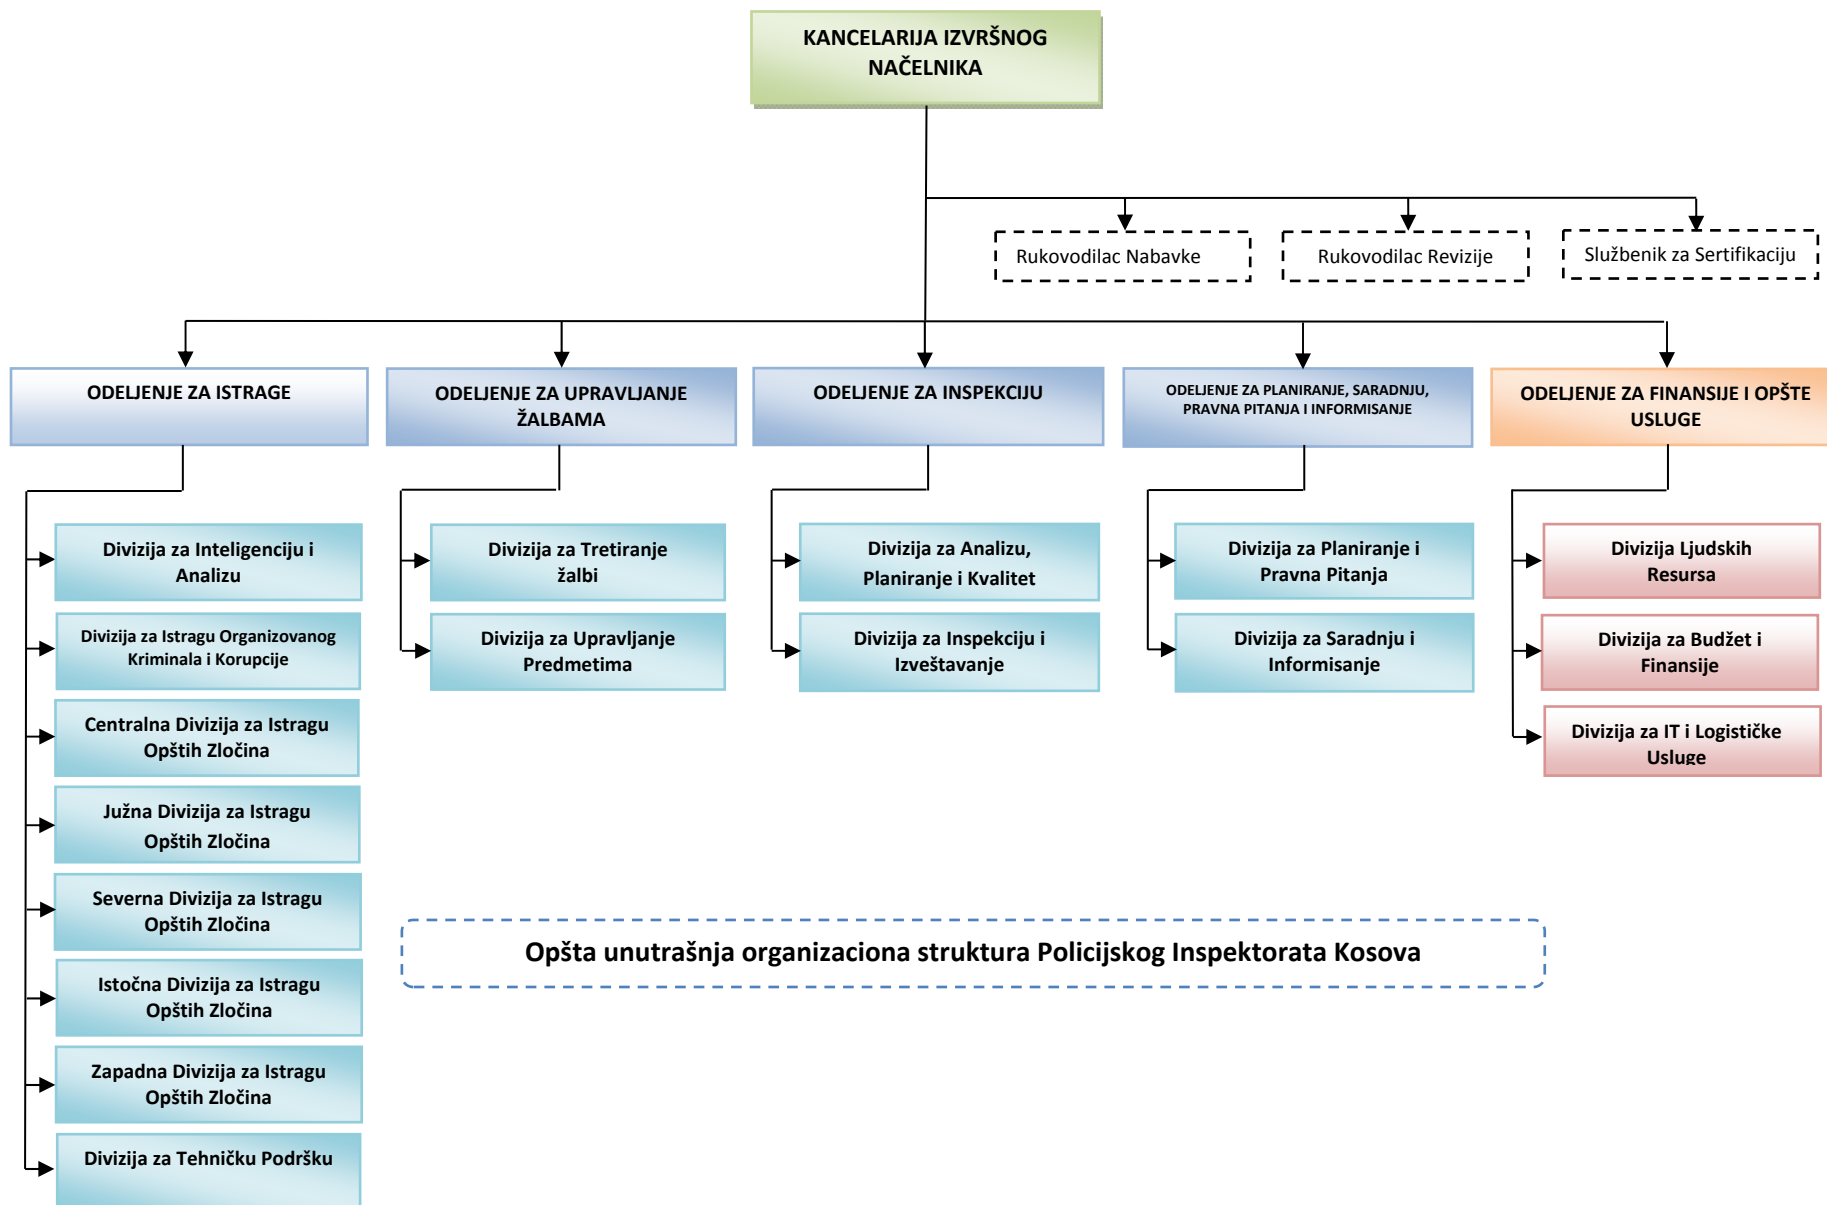 KANCELARIJA IZVRŠNOG
NAČELNIKA
Rukovodilac Nabavke
Rukovodilac Revizije
Službenik za Sertifikaciju
ODELJENJE ZA ISTRAGE
ODELJENJE ZA UPRAVLJANJE
ŽALBAMA
ODELJENJE ZA INSPEKCIJU
ODELJENJE ZA PLANIRANJE, SARADNJU,
PRAVNA PITANJA I INFORMISANJE
ODELJENJE ZA FINANSIJE I OPŠTE
USLUGE
Divizija za Inteligenciju i
Analizu
Divizija za Istragu Organizovanog
Kriminala i Korupcije
Centralna Divizija za Istragu
Opštih Zločina
Južna Divizija za Istragu
Opštih Zločina
Severna Divizija za Istragu
Opštih Zločina
Istočna Divizija za Istragu
Opštih Zločina
Zapadna Divizija za Istragu
Opštih Zločina
Divizija za Tehničku Podršku
Divizija za Tretiranje
žalbi
Divizija za Upravljanje
Predmetima
Divizija za Analizu,
Planiranje i Kvalitet
Divizija za Inspekciju i
Izveštavanje
Divizija za Planiranje i
Pravna Pitanja
Divizija za Saradnju i
Informisanje
Divizija Ljudskih
Resursa
Divizija za Budžet i
Finansije
Divizija za IT i Logističke
Usluge
Opšta unutrašnja organizaciona struktura Policijskog Inspektorata Kosova